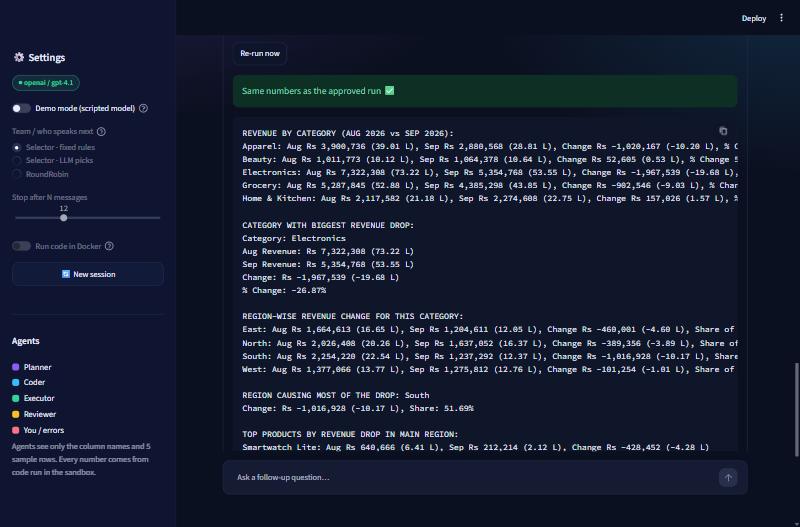 Deploy
Settings
openai / gpt-4.1
Demo mode (scripted model)
Team / who speaks next
Selector - fixed rules
Selector - LLM picks
RoundRobin
Stop after N messages
12
Run code in Docker
New session
Agents
Planner
Coder
Executor
Reviewer
You / errors
Agents see only the column names and 5
sample rows. Every number comes from
code run in the sandbox.
Re-run now
Same numbers as the approved run ✅
REVENUE BY CATEGORY (AUG 2026 vs SEP 2026):
Apparel: Aug Rs 3,900,736 (39.01 L), Sep Rs 2,880,568 (28.81 L), Change Rs -1,020,167 (-10.20 L), % C
Beauty: Aug Rs 1,011,773 (10.12 L), Sep Rs 1,064,378 (10.64 L), Change Rs 52,605 (0.53 L), % Change 5
Electronics: Aug Rs 7,322,308 (73.22 L), Sep Rs 5,354,768 (53.55 L), Change Rs -1,967,539 (-19.68 L),
Grocery: Aug Rs 5,287,845 (52.88 L), Sep Rs 4,385,298 (43.85 L), Change Rs -902,546 (-9.03 L), % Chan
Home & Kitchen: Aug Rs 2,117,582 (21.18 L), Sep Rs 2,274,608 (22.75 L), Change Rs 157,026 (1.57 L), %
CATEGORY WITH BIGGEST REVENUE DROP:
Category: Electronics
Aug Revenue: Rs 7,322,308 (73.22 L)
Sep Revenue: Rs 5,354,768 (53.55 L)
Change: Rs -1,967,539 (-19.68 L)
% Change: -26.87%
REGION-WISE REVENUE CHANGE FOR THIS CATEGORY:
East: Aug Rs 1,664,613 (16.65 L), Sep Rs 1,204,611 (12.05 L), Change Rs -460,001 (-4.60 L), Share of
North: Aug Rs 2,026,408 (20.26 L), Sep Rs 1,637,052 (16.37 L), Change Rs -389,356 (-3.89 L), Share of
South: Aug Rs 2,254,220 (22.54 L), Sep Rs 1,237,292 (12.37 L), Change Rs -1,016,928 (-10.17 L), Share
West: Aug Rs 1,377,066 (13.77 L), Sep Rs 1,275,812 (12.76 L), Change Rs -101,254 (-1.01 L), Share of
REGION CAUSING MOST OF THE DROP: South
Change: Rs -1,016,928 (-10.17 L), Share: 51.69%
TOP PRODUCTS BY REVENUE DROP IN MAIN REGION:
Smartwatch Lite: Aug Rs 640,666 (6.41 L), Sep Rs 212,214 (2.12 L), Change Rs -428,452 (-4.28 L)
Ask a follow-up question...